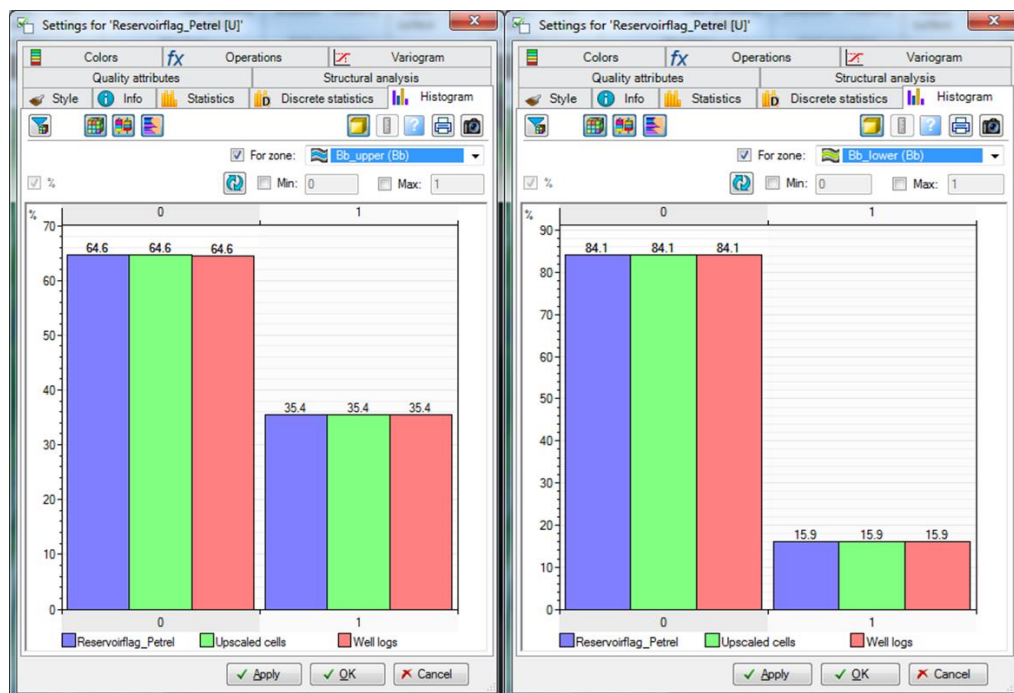 Settings for 'Reservoirflag_Petrel [U]'
Colors fx Operations Variogram
Quality attributes Structural analysis
Style Info Statistics Discrete statistics Histogram
For zone: Bb_upper (Bb)
% Min: 0 Max: 1
% 0 1
70
60
50
40
30
20
10
0
64.6 64.6 64.6
35.4 35.4 35.4
0 1
Reservoirflag_Petrel Upscaled cells Well logs
Apply OK Cancel
Settings for 'Reservoirflag_Petrel [U]'
Colors fx Operations Variogram
Quality attributes Structural analysis
Style Info Statistics Discrete statistics Histogram
For zone: Bb_lower (Bb)
% Min: 0 Max: 1
% 0 1
90
80
70
60
50
40
30
20
10
0
84.1 84.1 84.1
15.9 15.9 15.9
0 1
Reservoirflag_Petrel Upscaled cells Well logs
Apply OK Cancel